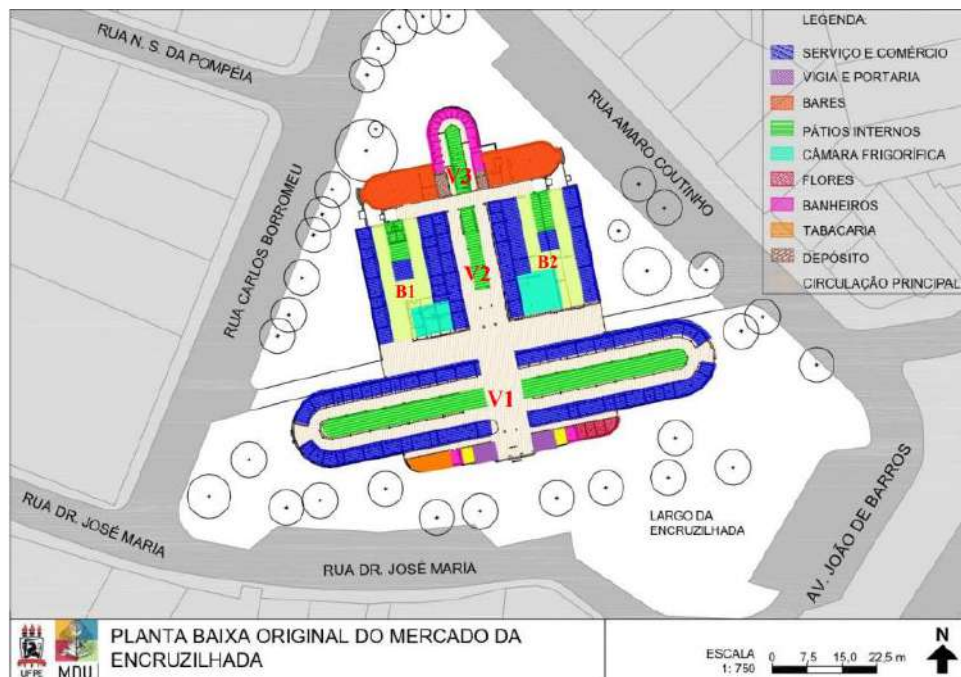 LEGENDA:
SERVIÇO E COMÉRCIO
VIGIA E PORTARIA
BARES
PÁTIOS INTERNOS
CÂMARA FRIGORÍFICA
FLORES
BANHEIROS
TABACARIA
DEPÓSITO
CIRCULAÇÃO PRINCIPAL
RUA N. S. DA POMPÉIA
RUA AMARO COUTINHO
RUA CARLOS BORROMEU
V3
B1
V2
B2
V1
LARGO DA
ENCRUZILHADA
AV. JOÃO DE BARROS
RUA DR. JOSÉ MARIA
RUA DR. JOSÉ MARIA
UFPE
MDU
PLANTA BAIXA ORIGINAL DO MERCADO DA
ENCRUZILHADA
ESCALA
1: 750
0 7,5 15,0 22,5 m
N